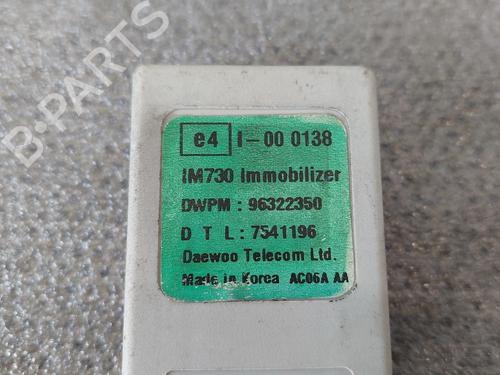 B-PARTS
e4 I-00 0138
IM730 Immobilizer
DWPM : 96322350
D T L : 7541196
Daewoo Telecom Ltd.
Made in Korea AC06A AA